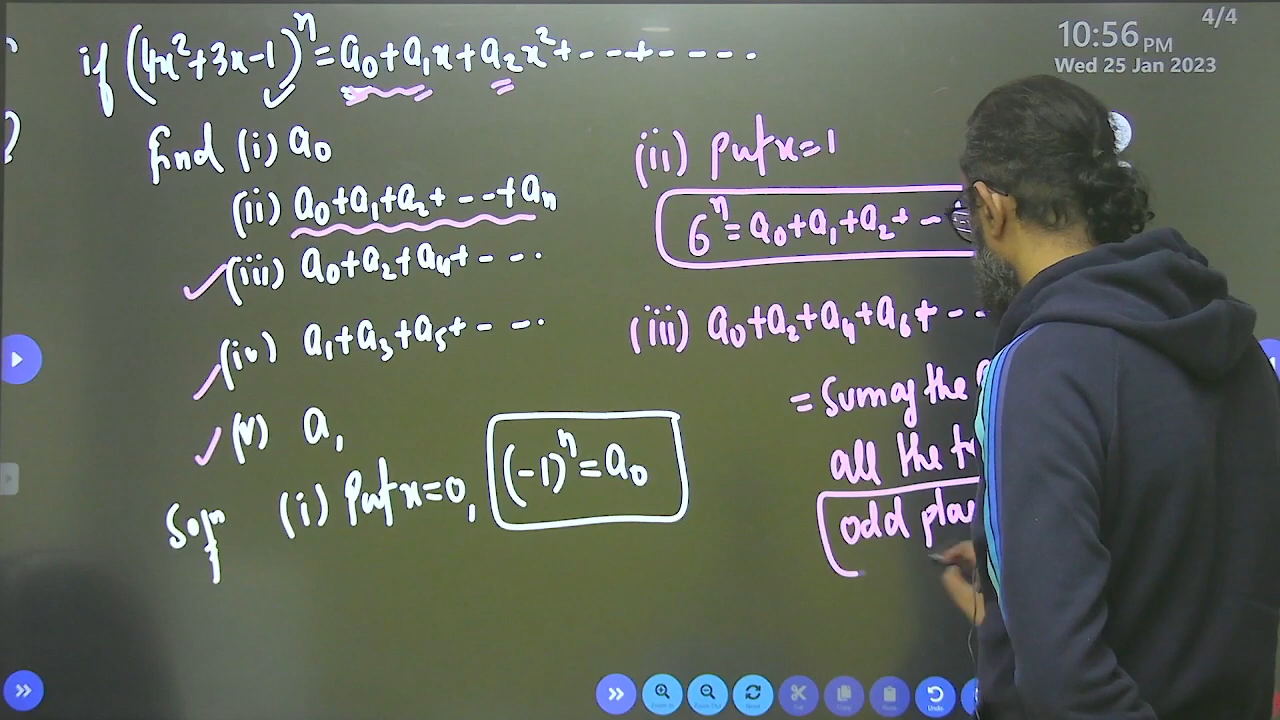 4/4
10:56 PM
Wed 25 Jan 2023
if (4x²+3x-1)ⁿ = a₀+a₁x+a₂x²+--+----.
find (i) a₀
(ii) a₀+a₁+a₂+---+aₙ
(iii) a₀+a₂+a₄+----.
(iv) a₁+a₃+a₅+----.
(v) a₁
Solⁿ (i) Put x=0, (-1)ⁿ = a₀
(ii) Put x=1
6ⁿ = a₀+a₁+a₂+-
(iii) a₀+a₂+a₄+a₆+--
= Sum of the
all the
odd
Undo